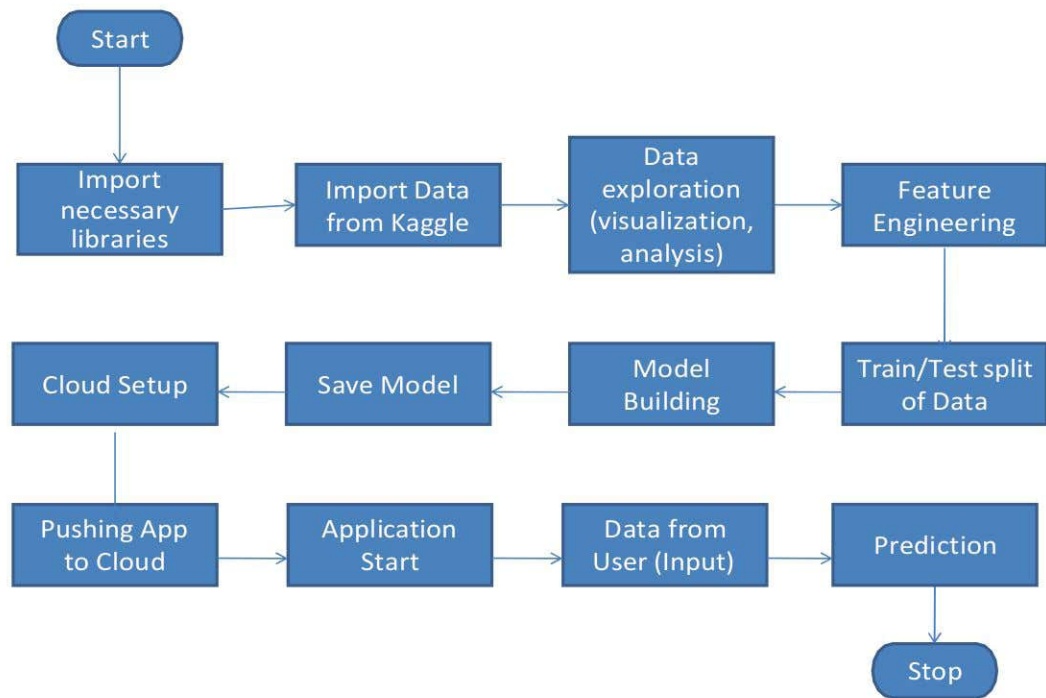 Start
Import
necessary
libraries
Import Data
from Kaggle
Data
exploration
(visualization,
analysis)
Feature
Engineering
Train/Test split
of Data
Model
Building
Save Model
Cloud Setup
Pushing App
to Cloud
Application
Start
Data from
User (Input)
Prediction
Stop